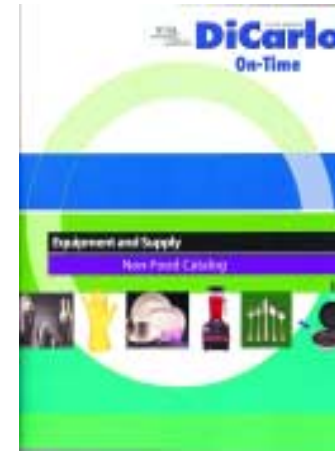 DiCarlo
On-Time
Equipment and Supply
Non-Food Catalog